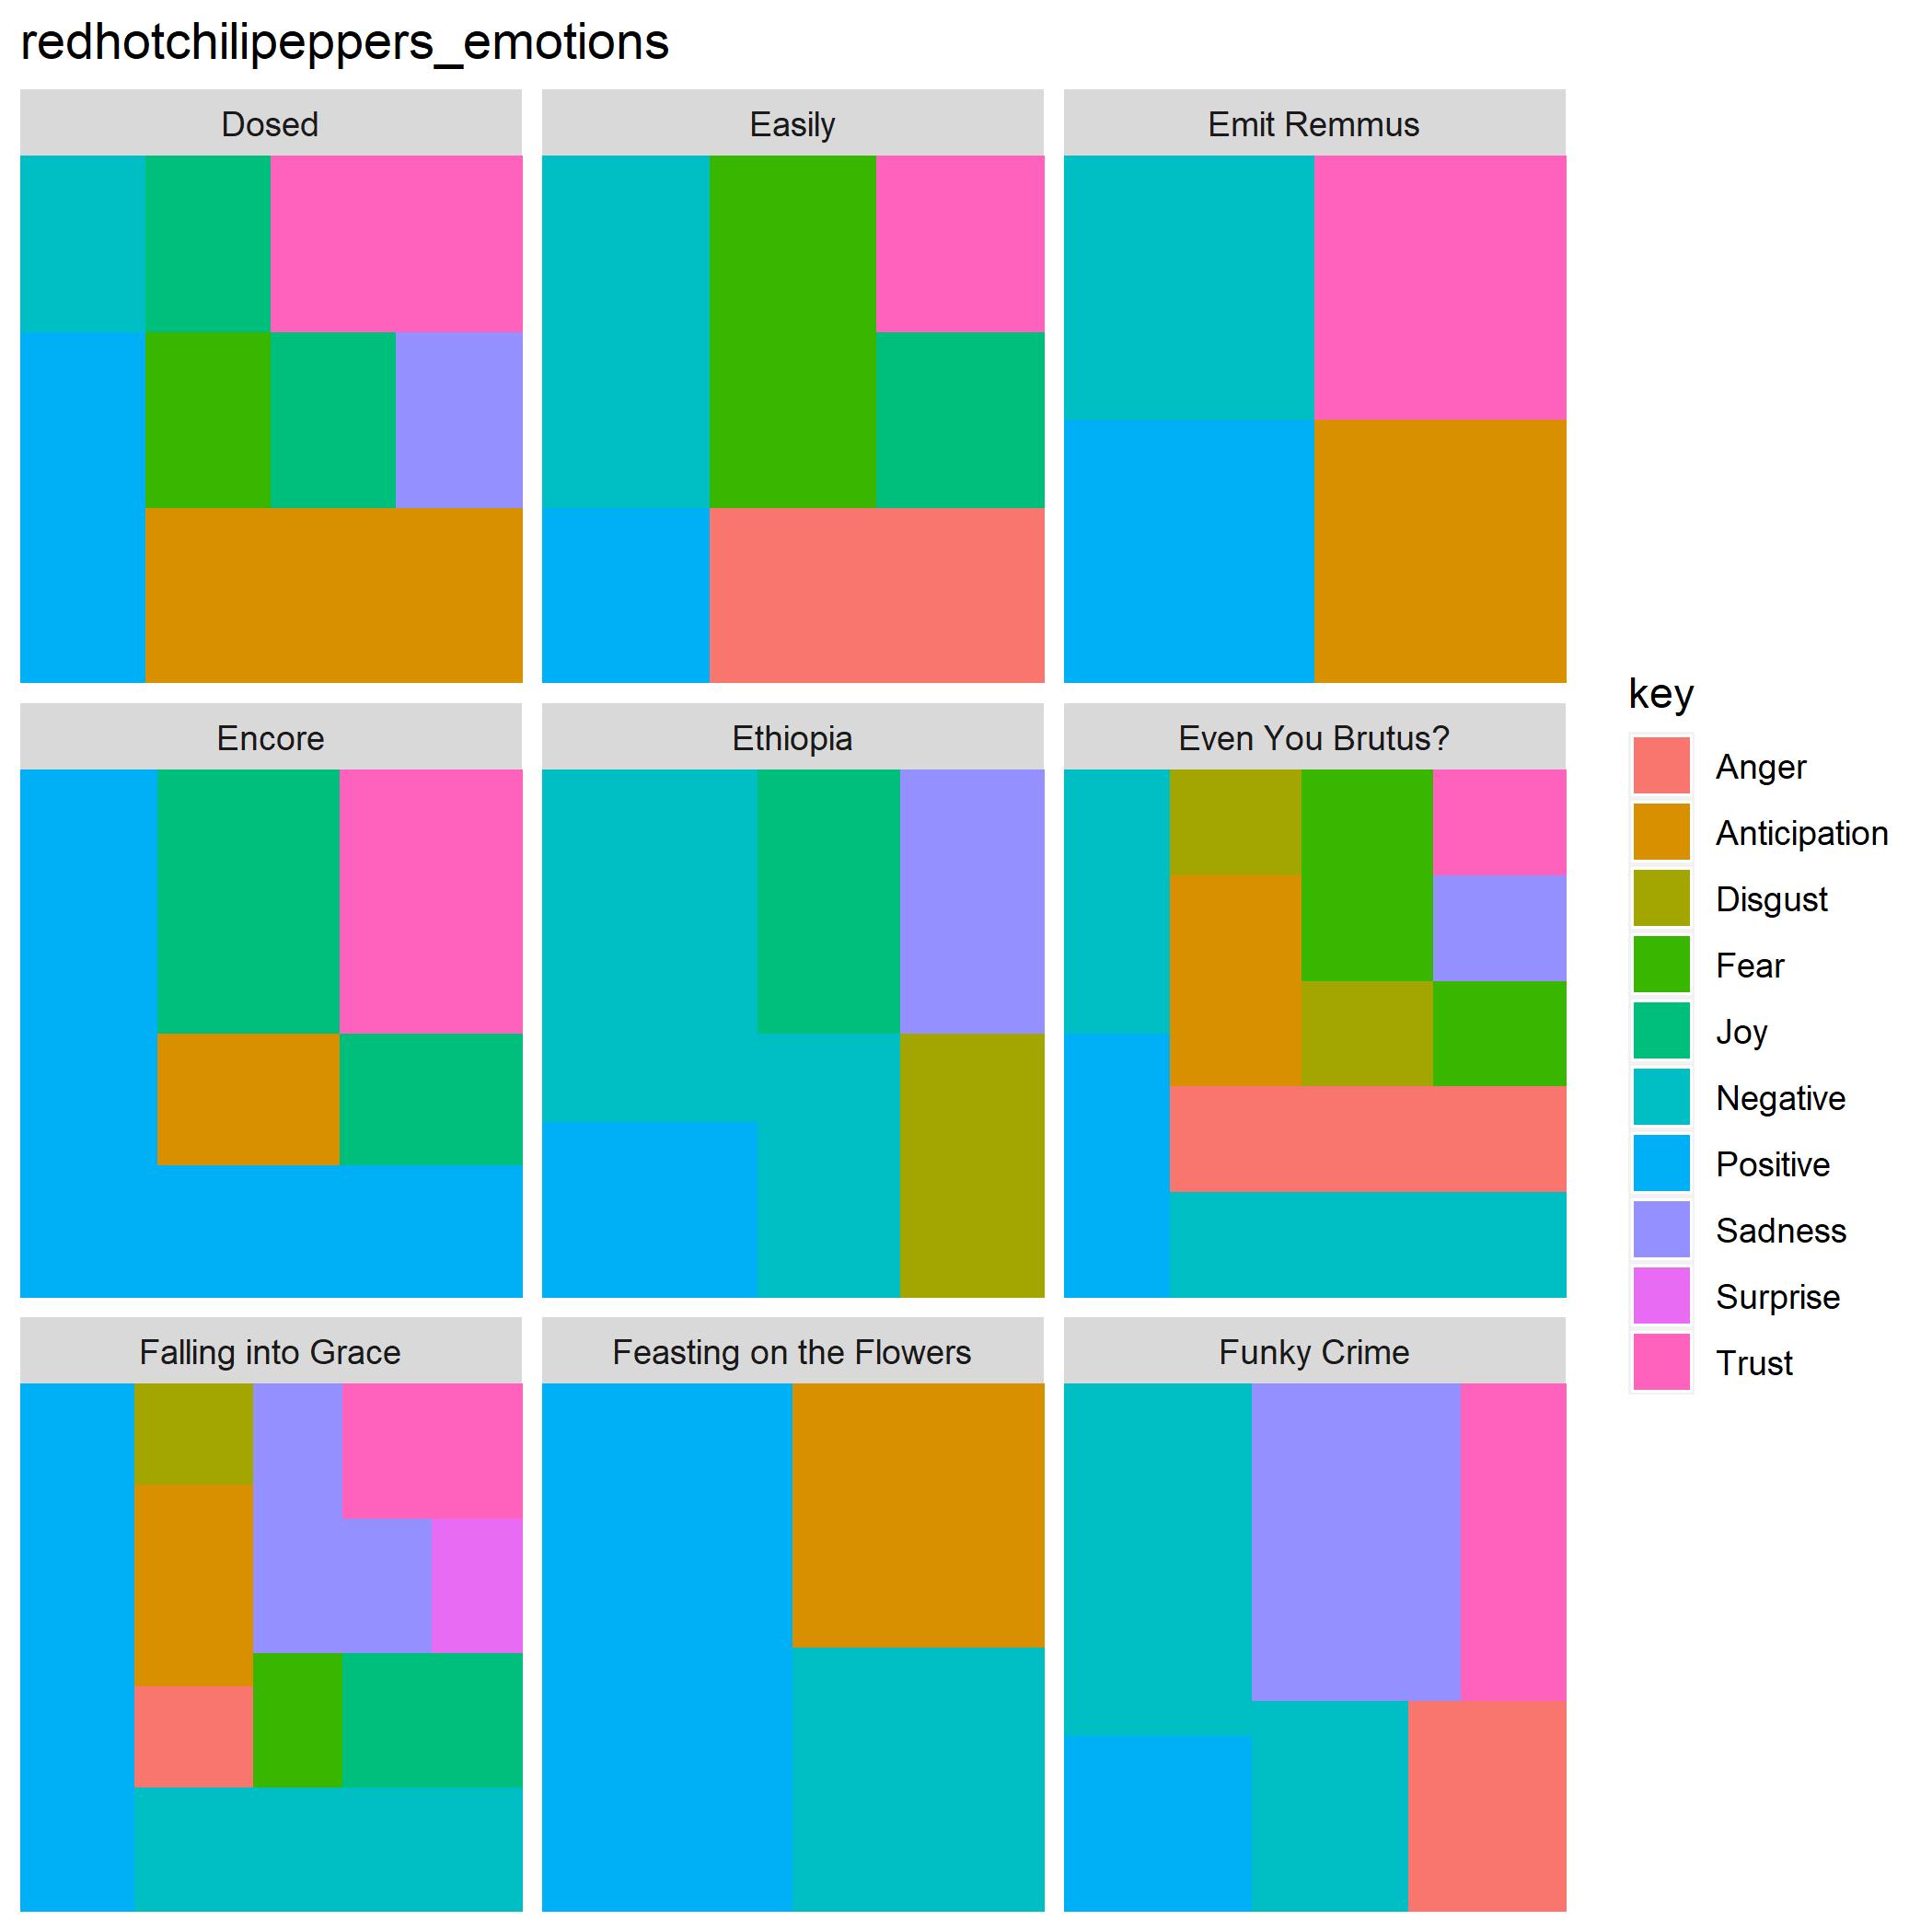 redhotchilipeppers_emotions
Dosed
Easily
Emit Remmus
Encore
Ethiopia
Even You Brutus?
Falling into Grace
Feasting on the Flowers
Funky Crime
key
Anger
Anticipation
Disgust
Fear
Joy
Negative
Positive
Sadness
Surprise
Trust